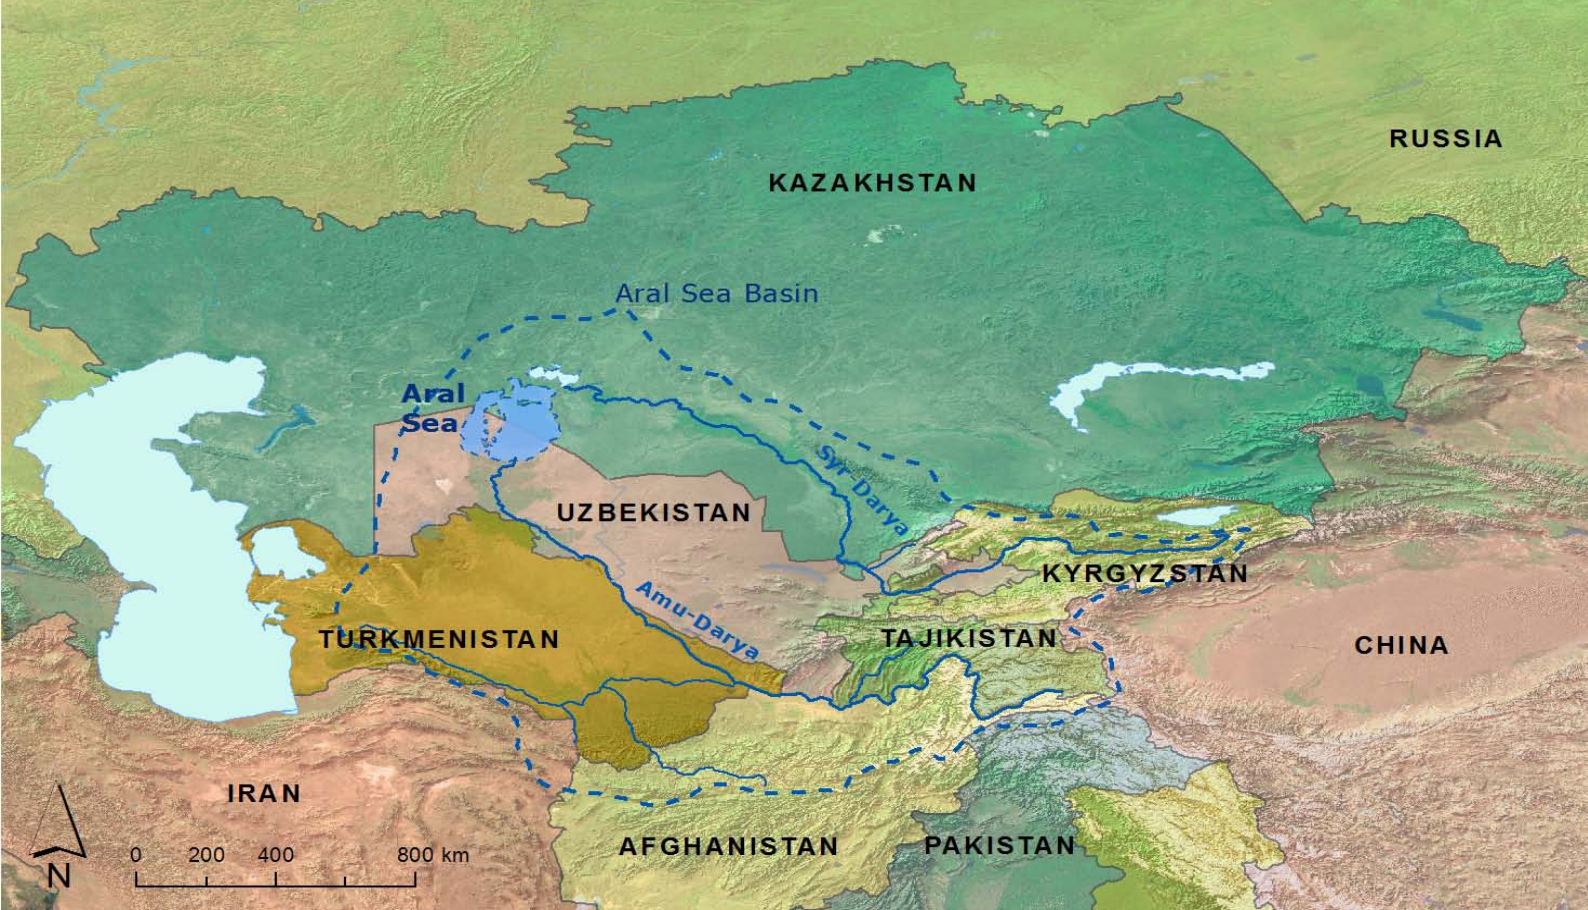 RUSSIA
KAZAKHSTAN
Aral Sea Basin
Aral
Sea
Syr-Darya
UZBEKISTAN
KYRGYZSTAN
Amu-Darya
TURKMENISTAN
TAJIKISTAN
CHINA
IRAN
AFGHANISTAN
PAKISTAN
N
0 200 400 800 km